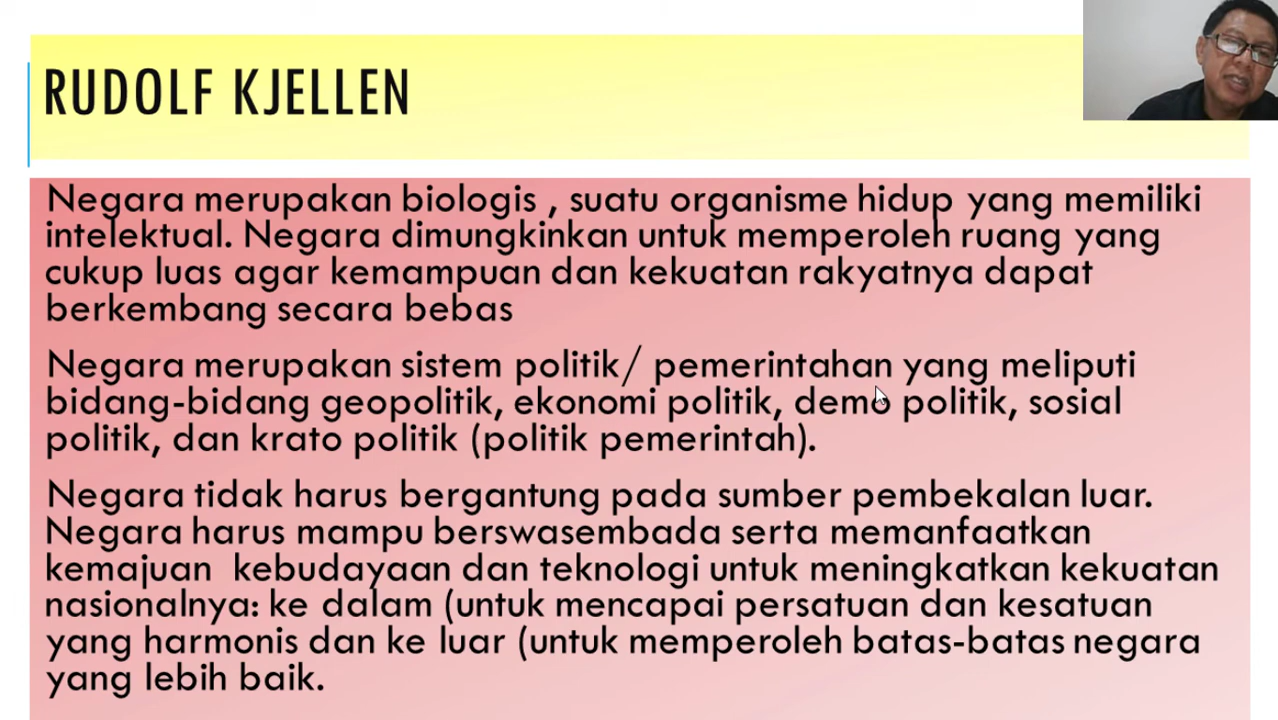 RUDOLF KJELLEN
Negara merupakan biologis , suatu organisme hidup yang memiliki
intelektual. Negara dimungkinkan untuk memperoleh ruang yang
cukup luas agar kemampuan dan kekuatan rakyatnya dapat
berkembang secara bebas
Negara merupakan sistem politik/ pemerintahan yang meliputi
bidang-bidang geopolitik, ekonomi politik, demo politik, sosial
politik, dan krato politik (politik pemerintah).
Negara tidak harus bergantung pada sumber pembekalan luar.
Negara harus mampu berswasembada serta memanfaatkan
kemajuan kebudayaan dan teknologi untuk meningkatkan kekuatan
nasionalnya: ke dalam (untuk mencapai persatuan dan kesatuan
yang harmonis dan ke luar (untuk memperoleh batas-batas negara
yang lebih baik.